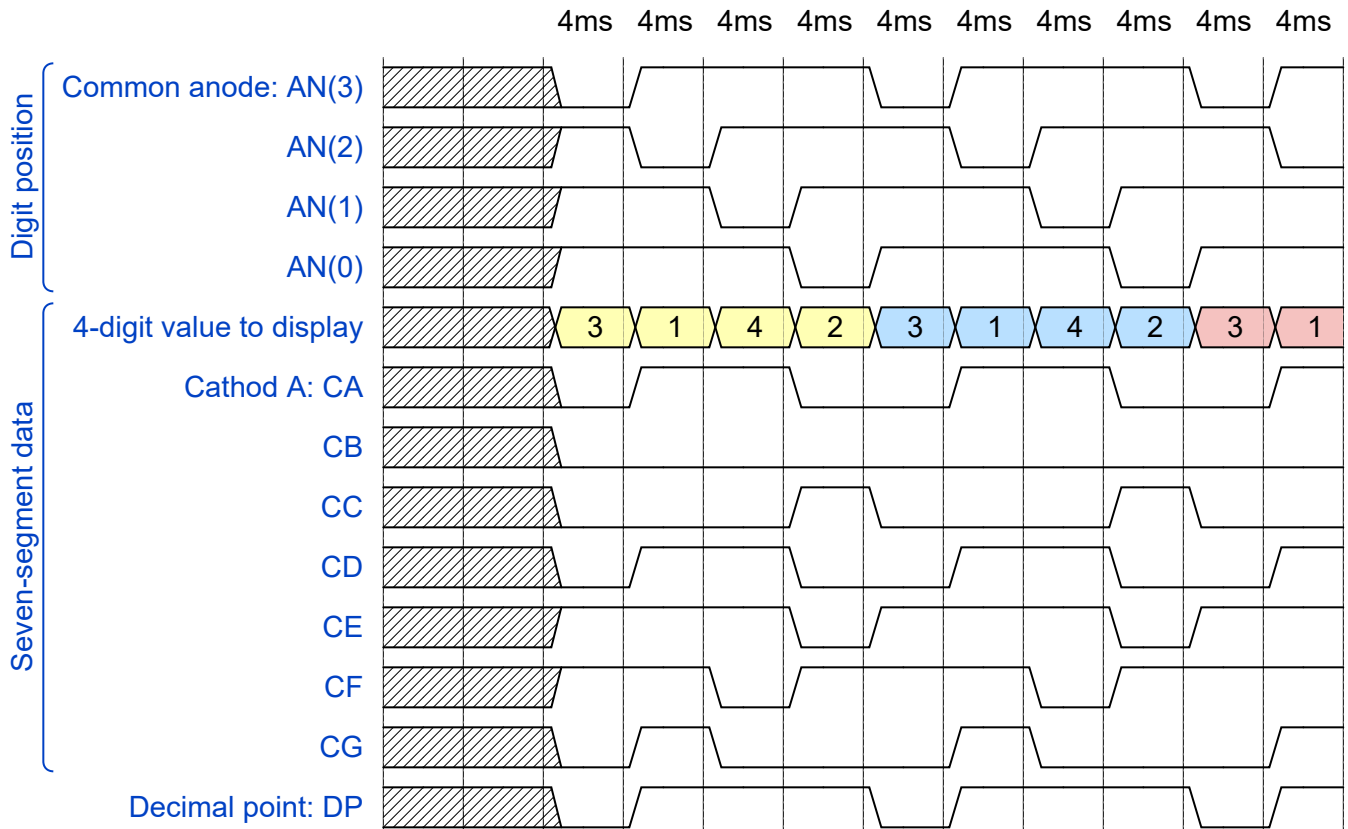 4ms 4ms 4ms 4ms 4ms 4ms 4ms 4ms 4ms 4ms
Digit position
Common anode: AN(3)
AN(2)
AN(1)
AN(0)
Seven-segment data
4-digit value to display 3 1 4 2 3 1 4 2 3 1
Cathod A: CA
CB
CC
CD
CE
CF
CG
Decimal point: DP